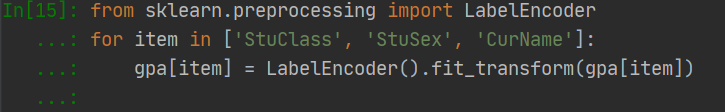 In[15]: from sklearn.preprocessing import LabelEncoder
...: for item in ['StuClass', 'StuSex', 'CurName']:
...:     gpa[item] = LabelEncoder().fit_transform(gpa[item])
...: